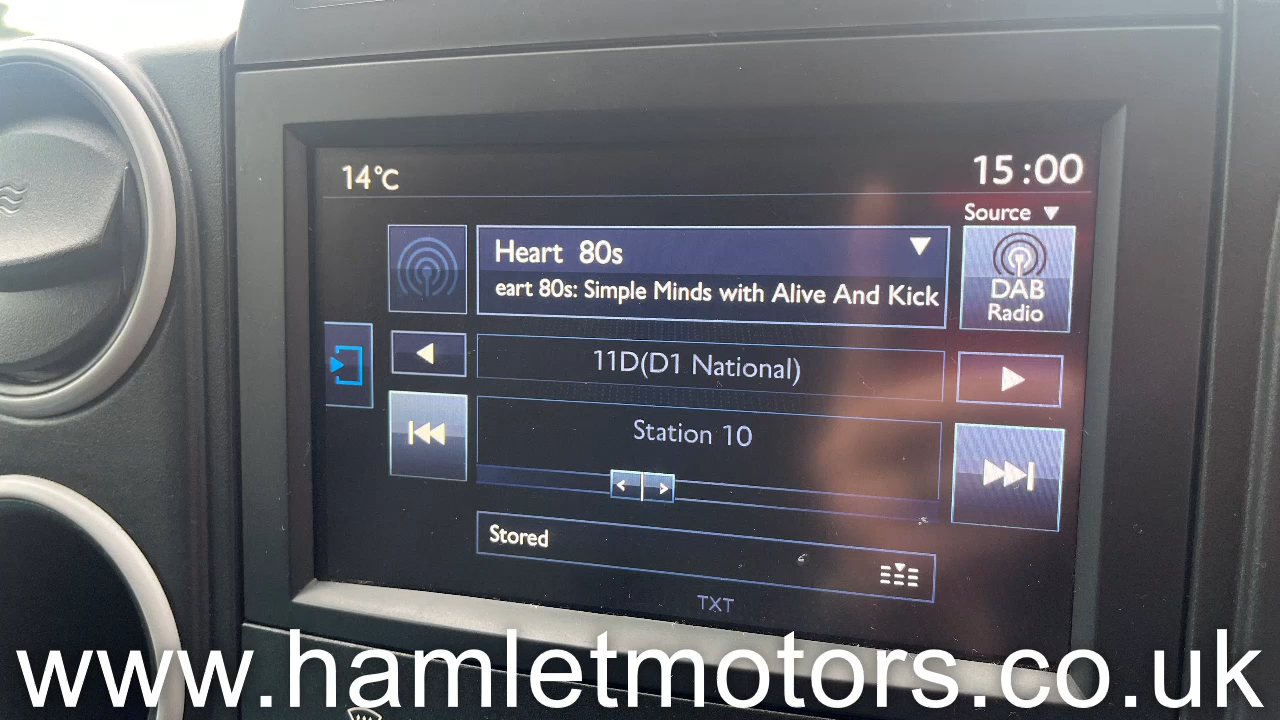 14°C
15:00
Source ▼
Heart 80s
eart 80s: Simple Minds with Alive And Kick
DAB
Radio
11D(D1 National)
Station 10
Stored
TXT
www.hamletmotors.co.uk